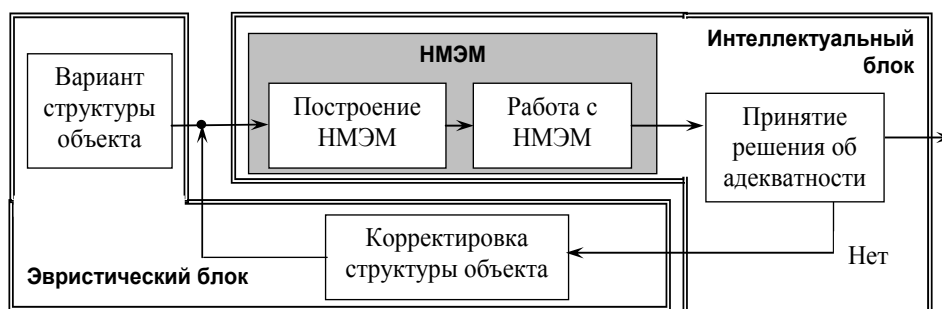 НМЭМ
Интеллектуальный
блок
Вариант
структуры
объекта
Построение
НМЭМ
Работа с
НМЭМ
Принятие
решения об
адекватности
Корректировка
структуры объекта
Нет
Эвристический блок